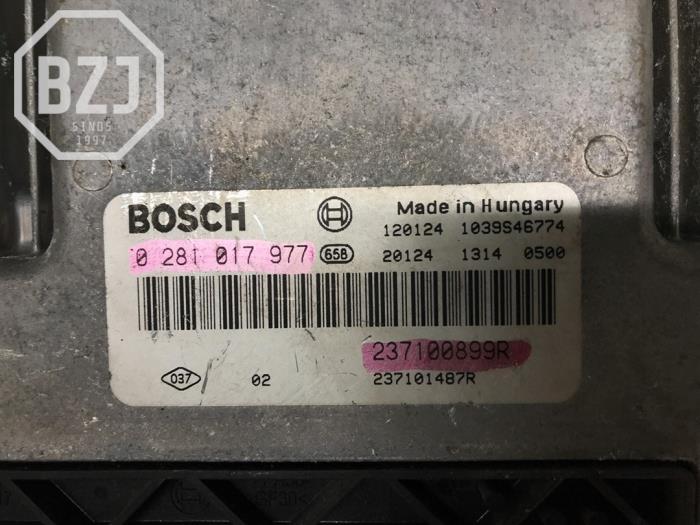 BZJ
SINDS
1997
BOSCH
Made in Hungary
120124 1039S46774
0 281 017 977 658 20124 1314 0500
237100899R
037 02 237101487R